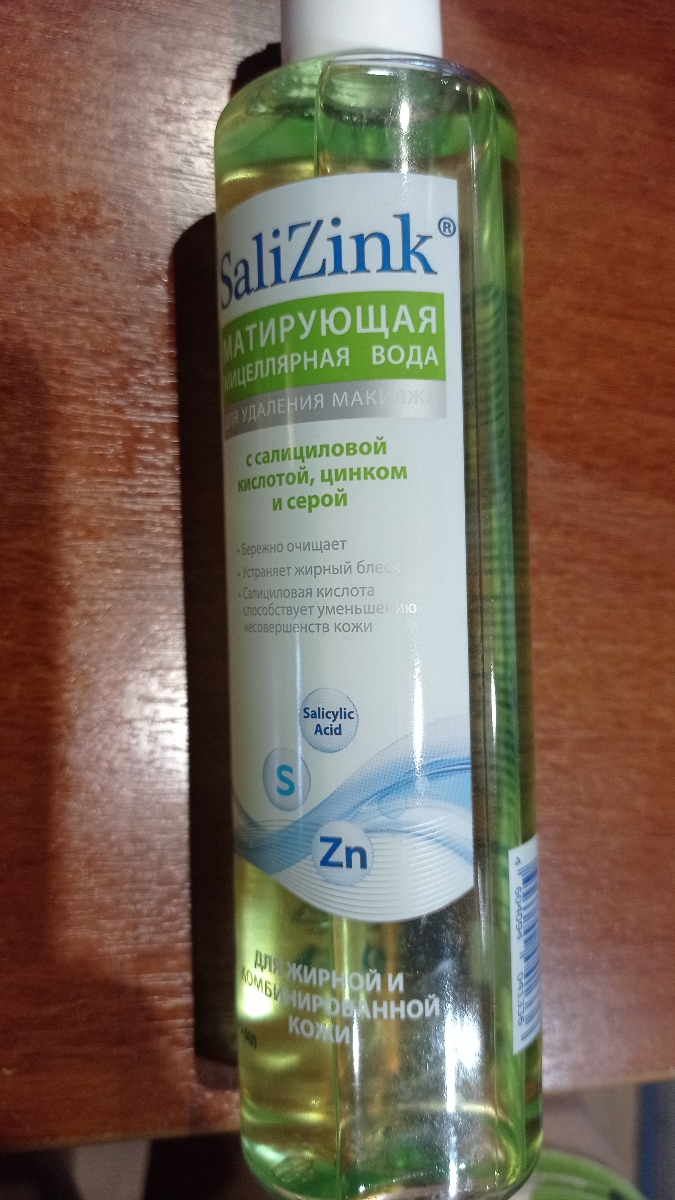 SaliZink®
МАТИРУЮЩАЯ
МИЦЕЛЛЯРНАЯ ВОДА
ДЛЯ УДАЛЕНИЯ МАКИЯЖА
с салициловой
кислотой, цинком
и серой
• Бережно очищает
• Устраняет жирный блеск
• Салициловая кислота
способствует уменьшению
несовершенств кожи
Salicylic
Acid
S
Zn
ДЛЯ ЖИРНОЙ И
КОМБИНИРОВАННОЙ
КОЖИ
мл